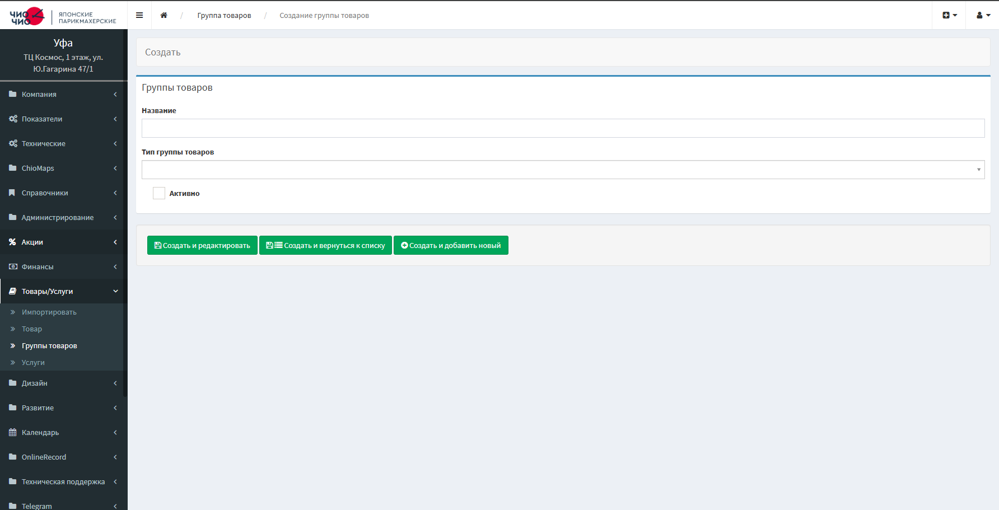 ЧИО
ЧИО
ЯПОНСКИЕ
ПАРИКМАХЕРСКИЕ
/ Группа товаров / Создание группы товаров
Уфа
ТЦ Космос, 1 этаж, ул.
Ю.Гагарина 47/1
Компания
Показатели
Технические
ChioMaps
Справочники
Администрирование
Акции
Финансы
Товары/Услуги
Импортировать
Товар
Группы товаров
Услуги
Дизайн
Развитие
Календарь
OnlineRecord
Техническая поддержка
Telegram
Создать
Группы товаров
Название
Тип группы товаров
Активно
Создать и редактировать
Создать и вернуться к списку
Создать и добавить новый